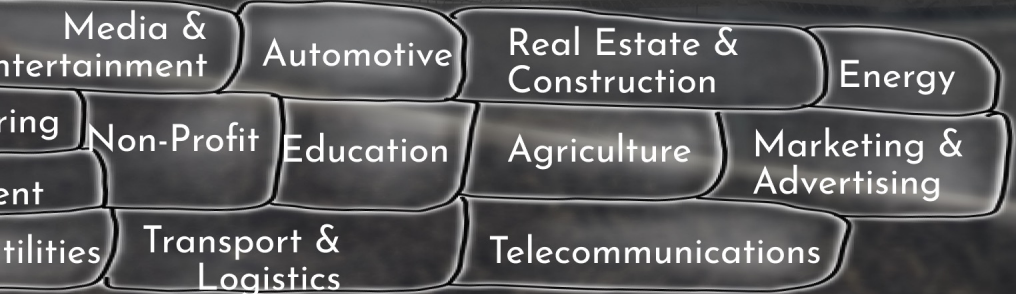 Media &
ntertainment
Automotive
Real Estate &
Construction
Energy
ring
Non-Profit
Education
Agriculture
Marketing &
Advertising
ent
tilities
Transport &
Logistics
Telecommunications